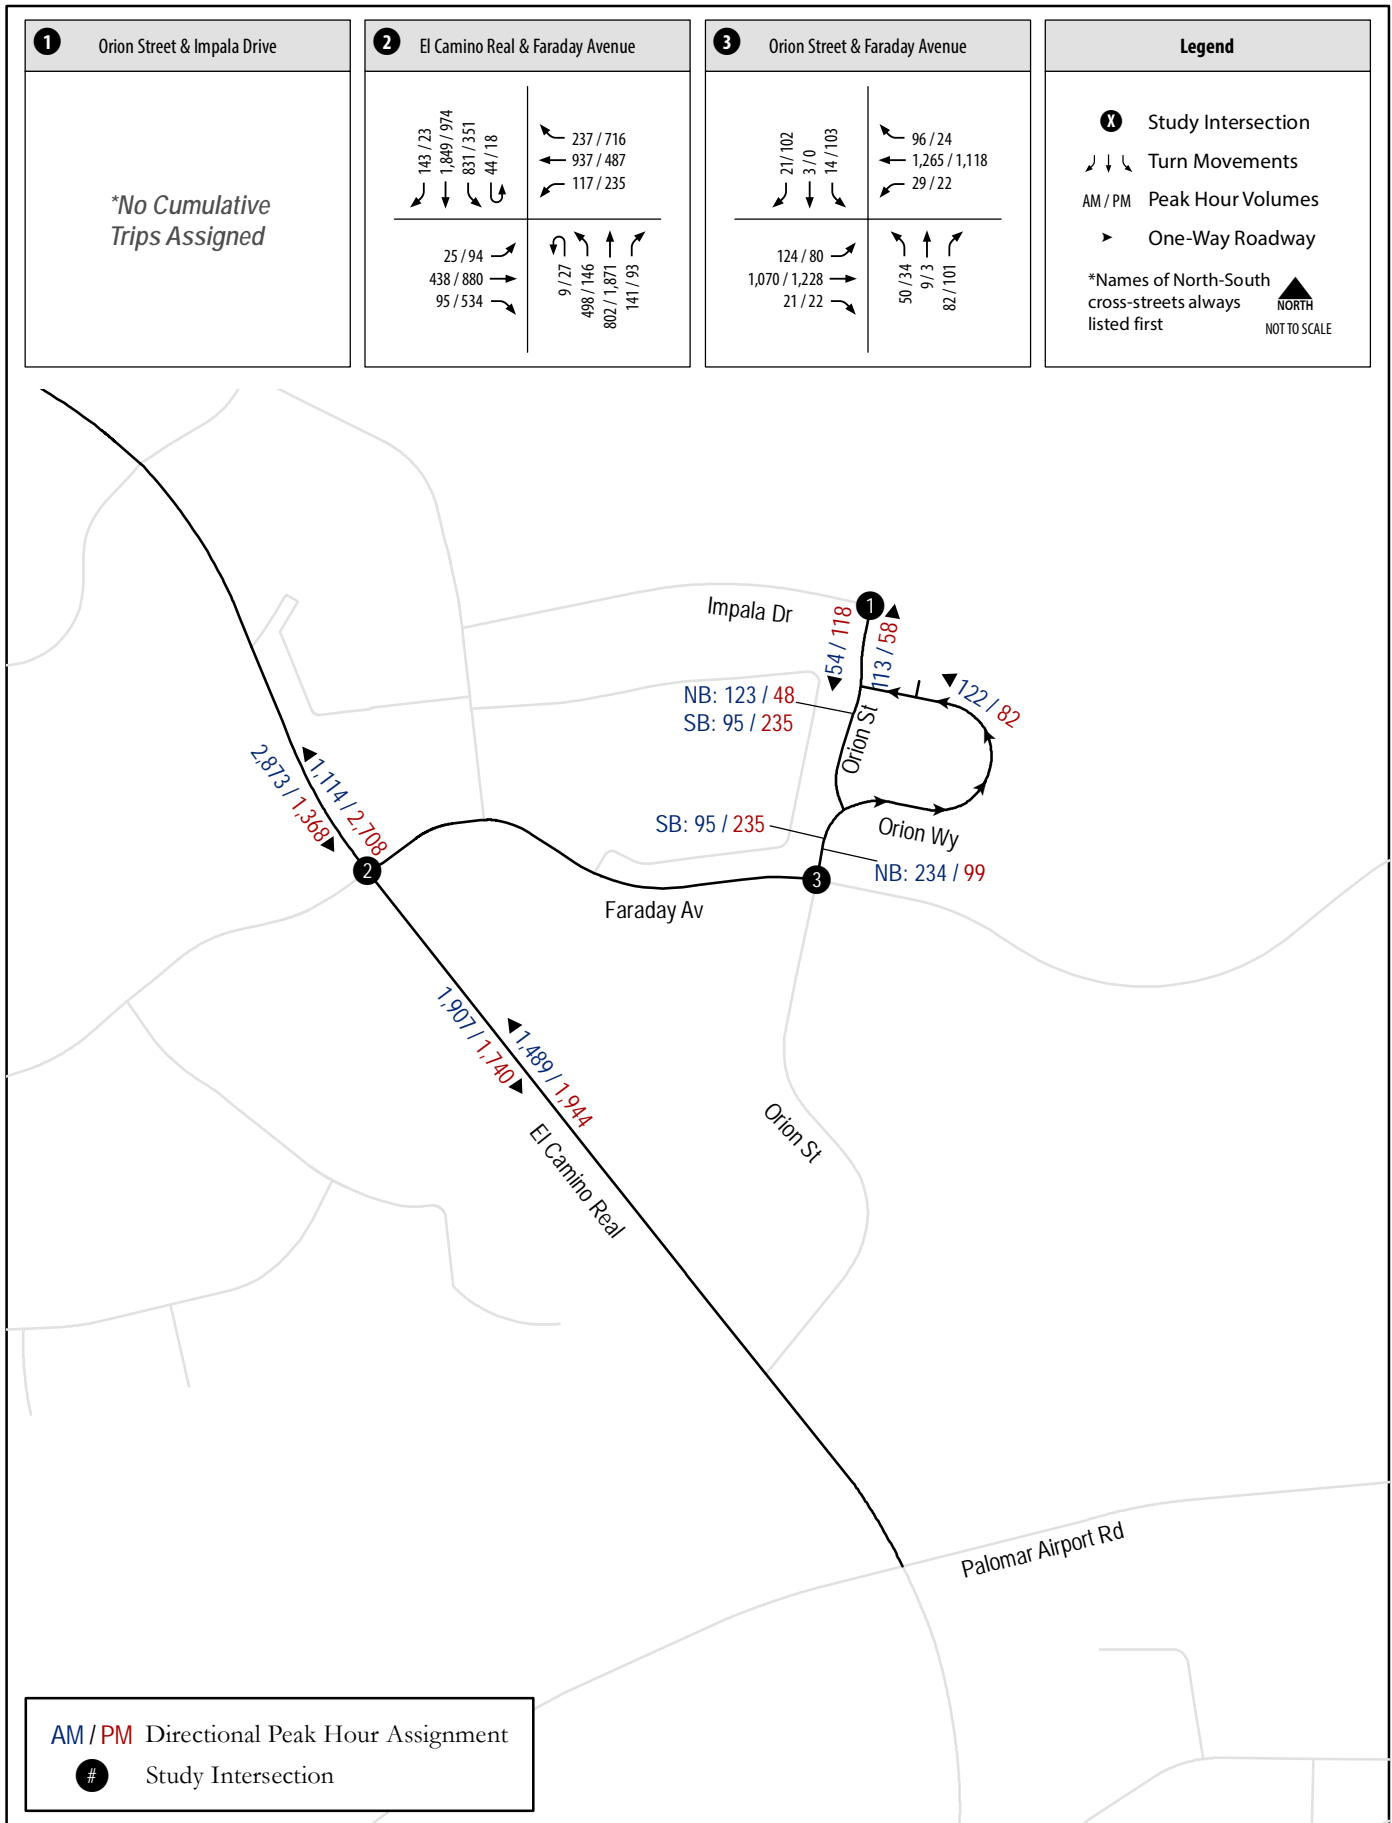 1 Orion Street & Impala Drive
*No Cumulative
Trips Assigned
2 El Camino Real & Faraday Avenue
143 / 23
1,849 / 974
831 / 351
44 / 18
237 / 716
937 / 487
117 / 235
25 / 94
438 / 880
95 / 534
9 / 27
498 / 146
802 / 1,871
141 / 93
3 Orion Street & Faraday Avenue
21 / 102
3 / 0
14 / 103
96 / 24
1,265 / 1,118
29 / 22
124 / 80
1,070 / 1,228
21 / 22
50 / 34
9 / 3
82 / 101
Legend
X Study Intersection
Turn Movements
AM / PM Peak Hour Volumes
One-Way Roadway
*Names of North-South
cross-streets always
listed first
NORTH
NOT TO SCALE
Impala Dr
1
54 / 118
113 / 58
122 / 82
NB: 123 / 48
SB: 95 / 235
Orion St
2,873 / 1,368
1,114 / 2,708
SB: 95 / 235
Orion Wy
NB: 234 / 99
2
3
Faraday Av
1,907 / 1,740
1,489 / 1,944
El Camino Real
Orion St
Palomar Airport Rd
AM / PM Directional Peak Hour Assignment
# Study Intersection